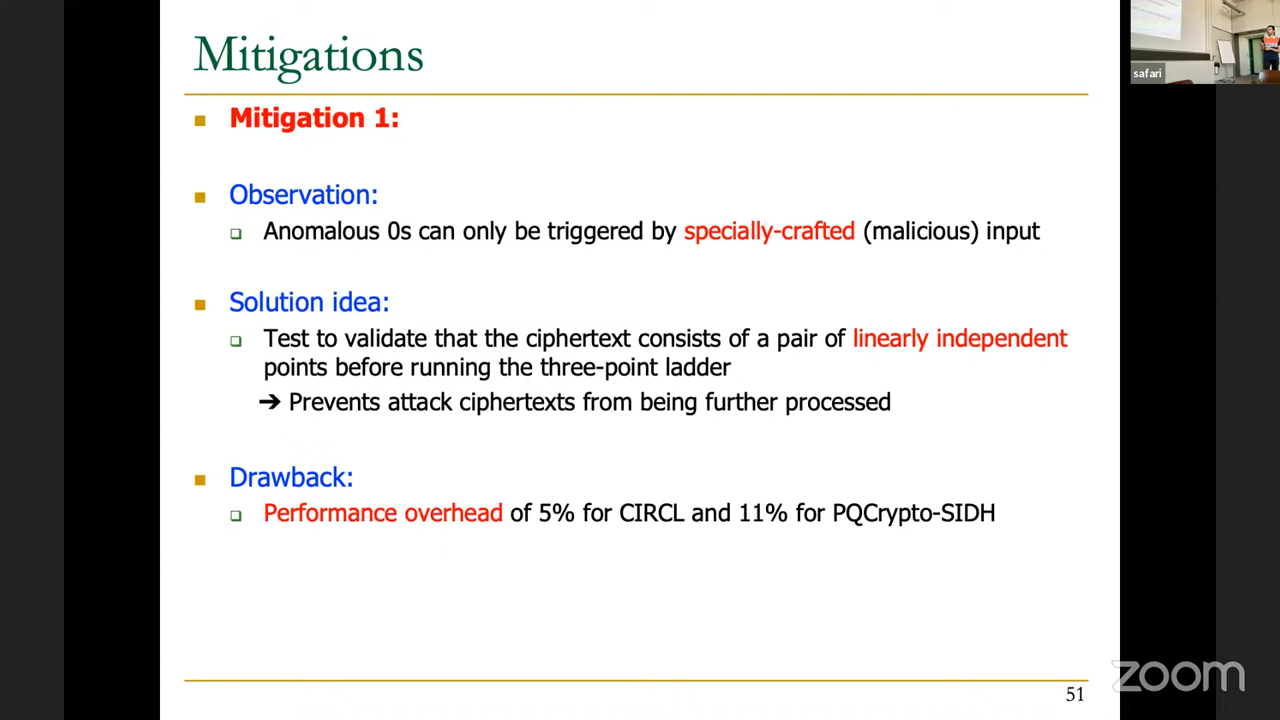 Mitigations
Mitigation 1:
Observation:
Anomalous 0s can only be triggered by specially-crafted (malicious) input
Solution idea:
Test to validate that the ciphertext consists of a pair of linearly independent
points before running the three-point ladder
➔ Prevents attack ciphertexts from being further processed
Drawback:
Performance overhead of 5% for CIRCL and 11% for PQCrypto-SIDH
51
safari
zoom